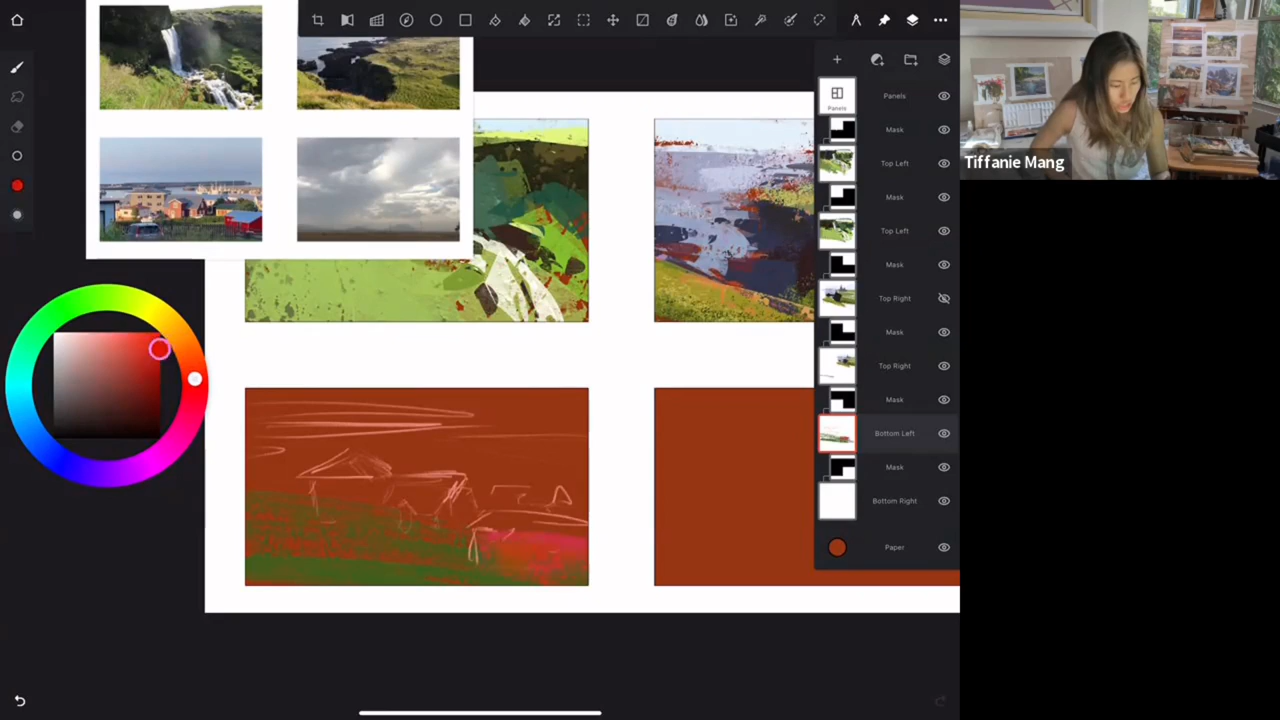 Panels
Panels
Mask
Top Left
Mask
Top Left
Mask
Top Right
Mask
Top Right
Mask
Bottom Left
Mask
Bottom Right
Paper
Tiffanie Mang